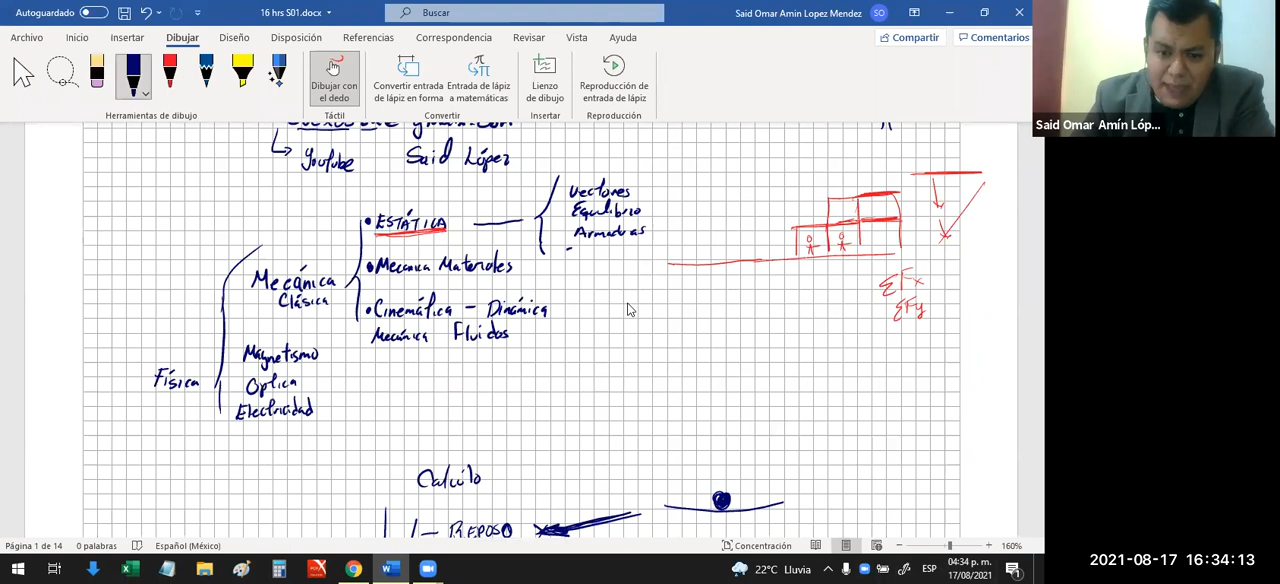 Autoguardado
16 hrs S01.docx
Buscar
Said Omar Amin Lopez Mendez
SO
Archivo Inicio Insertar Dibujar Diseño Disposición Referencias Correspondencia Revisar Vista Ayuda
Compartir
Comentarios
Dibujar con el dedo
Convertir entrada de lápiz en forma
Entrada de lápiz a matemáticas
Lienzo de dibujo
Reproducción de entrada de lápiz
Herramientas de dibujo
Táctil
Convertir
Insertar
Reproducción
Said Omar Amín Lóp...
Youtube Said López
• ESTÁTICA
Vectores
Equilibrio
Armaduras
Mecánica
Clásica
• Mecanica Materiales
• Cinemática - Dinámica
Mecánica Fluidos
Física
Magnetismo
Optica
Electricidad
ΣFx
ΣFy
Calculo
1- REPOSO
Página 1 de 14 0 palabras Español (México)
Concentración
160%
22°C Lluvia
ESP
04:34 p. m.
17/08/2021
1
2021-08-17 16:34:13